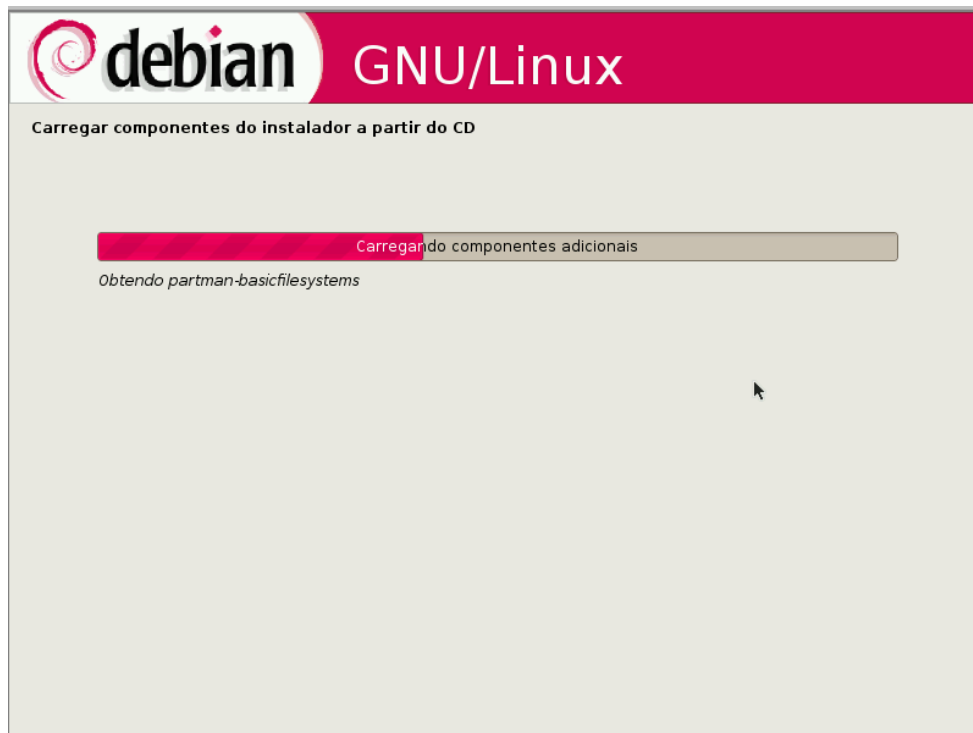 debian GNU/Linux
Carregar componentes do instalador a partir do CD
Carregando componentes adicionais
Obtendo partman-basicfilesystems